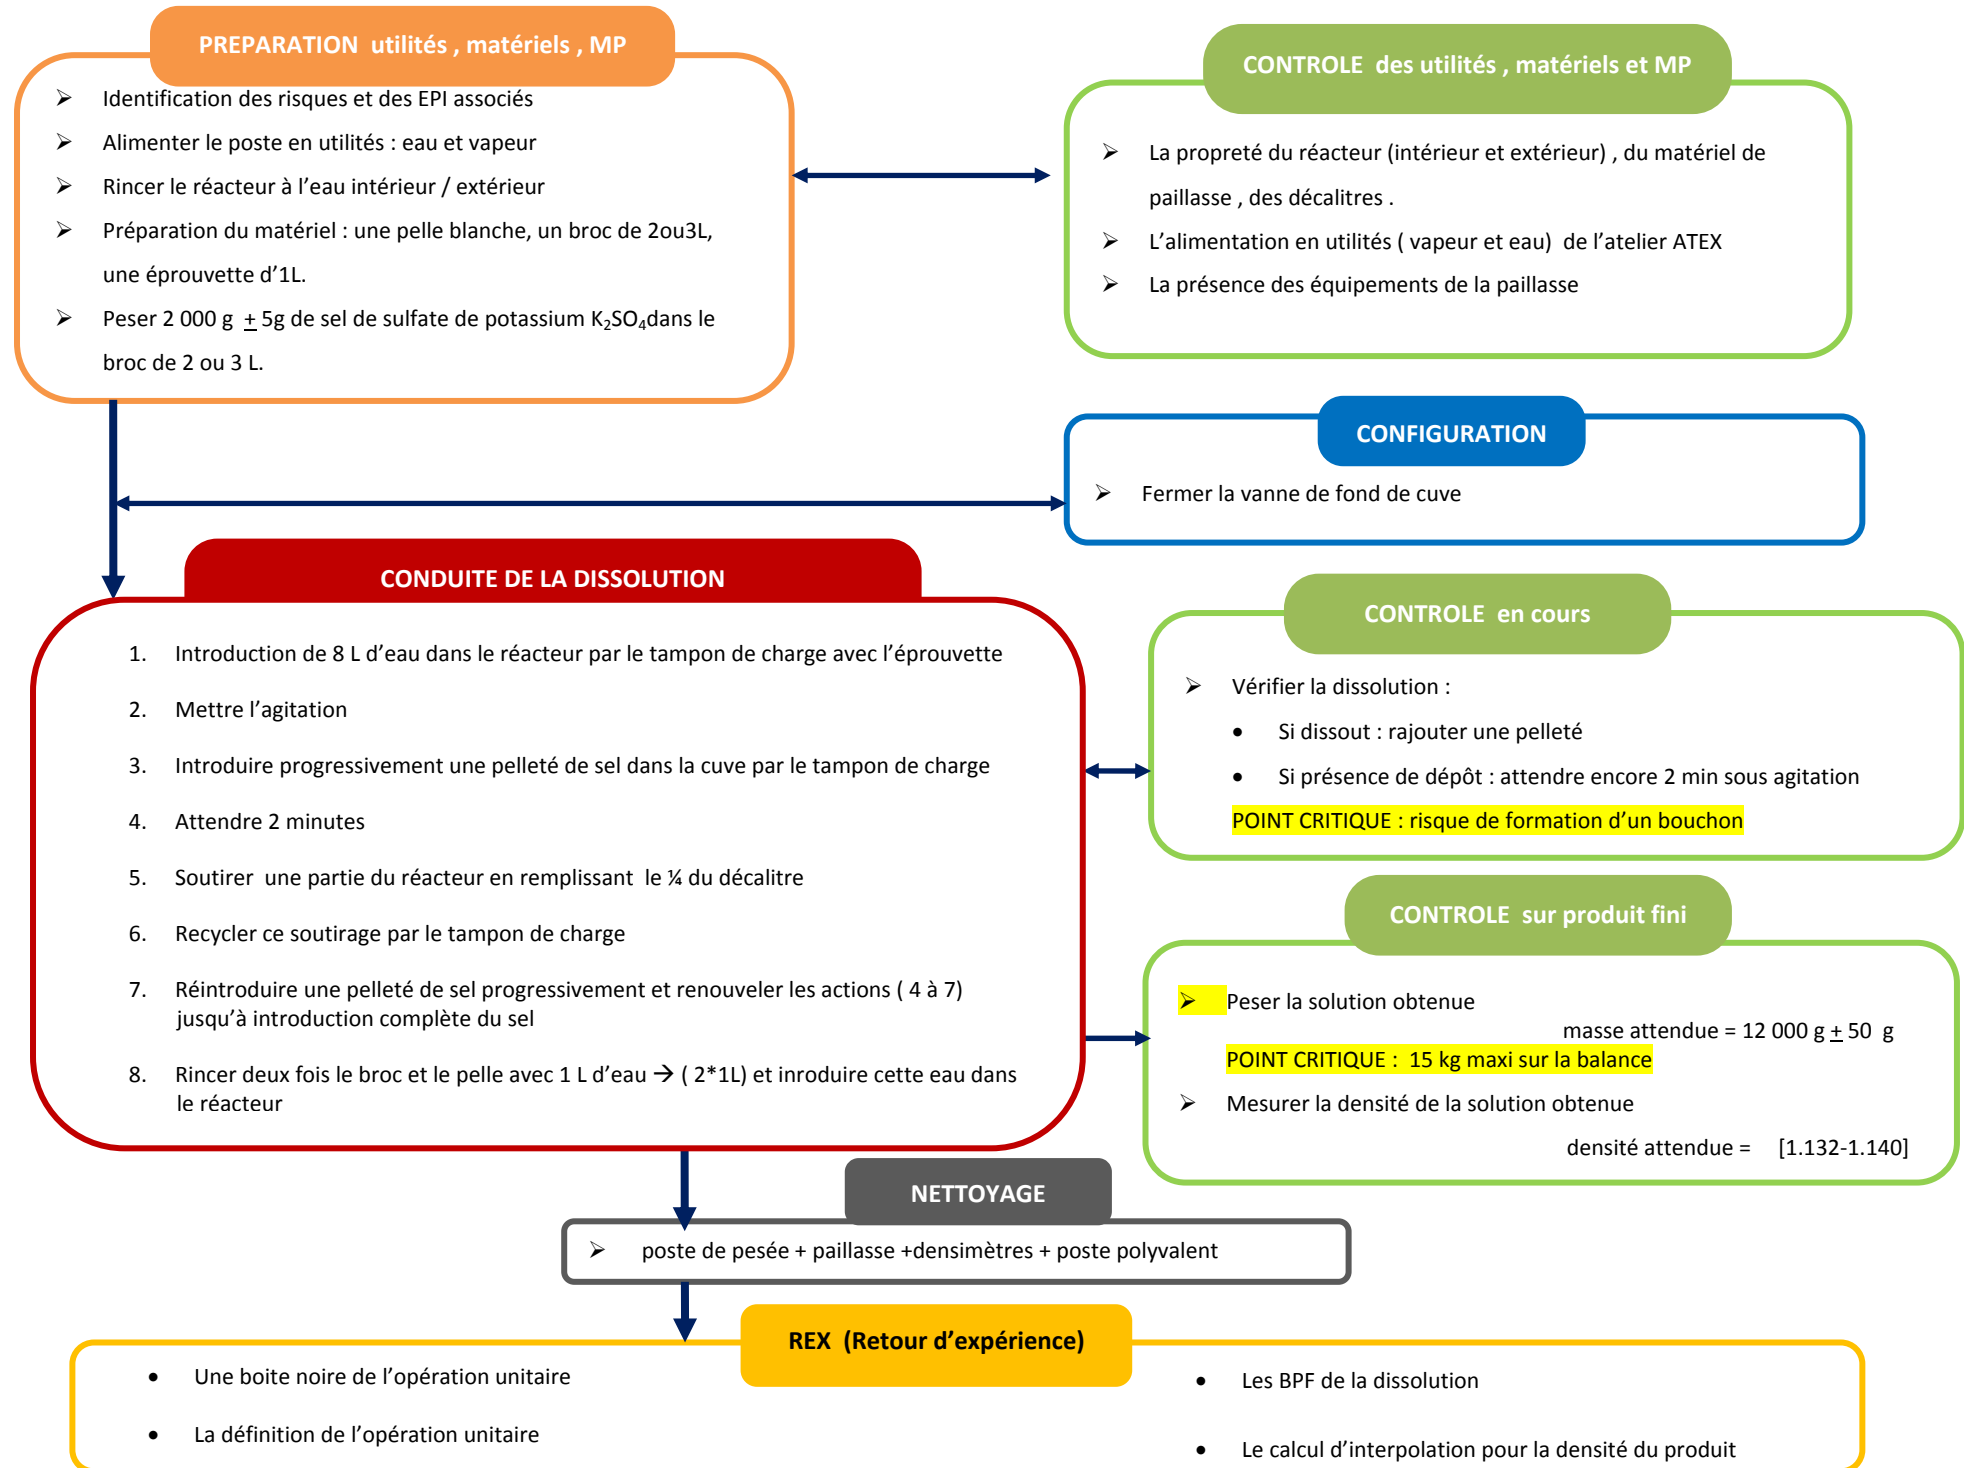 PREPARATION utilités , matériels , MP
➢ Identification des risques et des EPI associés
➢ Alimenter le poste en utilités : eau et vapeur
➢ Rincer le réacteur à l’eau intérieur / extérieur
➢ Préparation du matériel : une pelle blanche, un broc de 2ou3L,
une éprouvette d’1L.
➢ Peser 2 000 g ± 5g de sel de sulfate de potassium K₂SO₄dans le
broc de 2 ou 3 L.
CONTROLE des utilités , matériels et MP
➢ La propreté du réacteur (intérieur et extérieur) , du matériel de
paillasse , des décalitres .
➢ L’alimentation en utilités ( vapeur et eau) de l’atelier ATEX
➢ La présence des équipements de la paillasse
CONFIGURATION
➢ Fermer la vanne de fond de cuve
CONDUITE DE LA DISSOLUTION
1. Introduction de 8 L d’eau dans le réacteur par le tampon de charge avec l’éprouvette
2. Mettre l’agitation
3. Introduire progressivement une pelleté de sel dans la cuve par le tampon de charge
4. Attendre 2 minutes
5. Soutirer une partie du réacteur en remplissant le ¼ du décalitre
6. Recycler ce soutirage par le tampon de charge
7. Réintroduire une pelleté de sel progressivement et renouveler les actions ( 4 à 7)
jusqu’à introduction complète du sel
8. Rincer deux fois le broc et le pelle avec 1 L d’eau → ( 2*1L) et inroduire cette eau dans
le réacteur
CONTROLE en cours
➢ Vérifier la dissolution :
• Si dissout : rajouter une pelleté
• Si présence de dépôt : attendre encore 2 min sous agitation
POINT CRITIQUE : risque de formation d’un bouchon
CONTROLE sur produit fini
➢ Peser la solution obtenue
masse attendue = 12 000 g ± 50 g
POINT CRITIQUE : 15 kg maxi sur la balance
➢ Mesurer la densité de la solution obtenue
densité attendue = [1.132-1.140]
NETTOYAGE
➢ poste de pesée + paillasse +densimètres + poste polyvalent
REX (Retour d’expérience)
• Une boite noire de l’opération unitaire
• La définition de l’opération unitaire
• Les BPF de la dissolution
• Le calcul d’interpolation pour la densité du produit